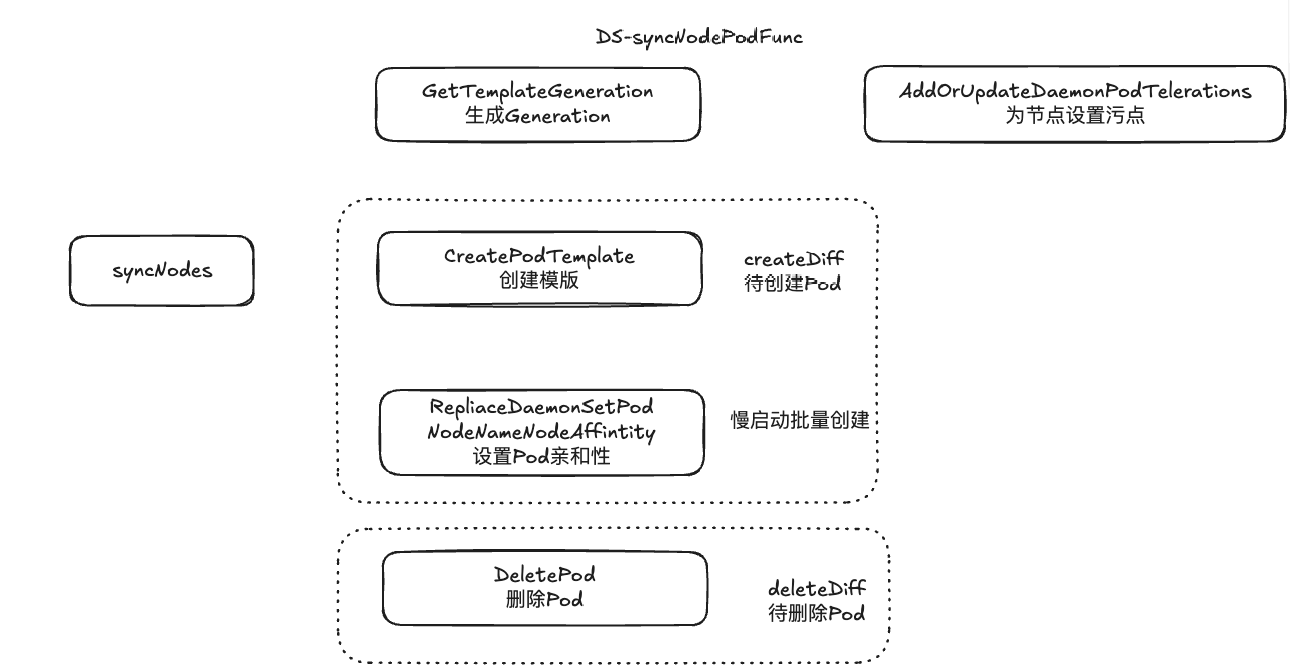 DS-syncNodePodFunc
GetTemplateGeneration
生成Generation
AddOrUpdateDaemonPodTelerations
为节点设置污点
syncNodes
CreatePodTemplate
创建模版
createDiff
待创建Pod
RepliaceDaemonSetPod
NodeNameNodeAffintity
设置Pod亲和性
慢启动批量创建
DeletePod
删除Pod
deleteDiff
待删除Pod